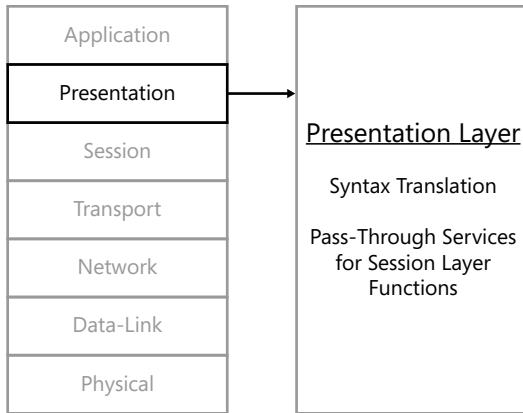 Application
Presentation
Session
Transport
Network
Data-Link
Physical
Presentation Layer
Syntax Translation
Pass-Through Services
for Session Layer
Functions